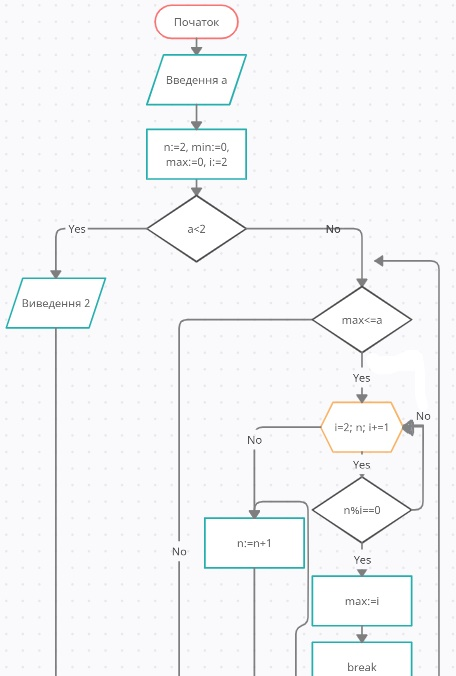 Початок
Введення a
n:=2, min:=0,
max:=0, i:=2
a<2
Yes
No
Виведення 2
max<=a
Yes
No
i=2; n; i+=1
No
Yes
n%i==0
n:=n+1
No
Yes
max:=i
break